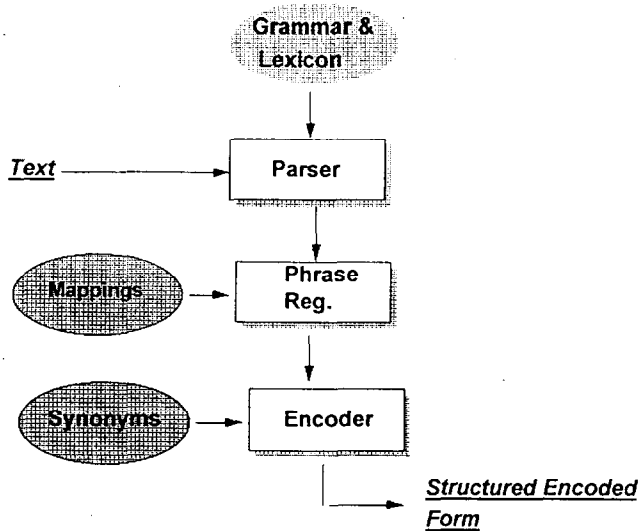 Grammar &
Lexicon
Text
Parser
Mappings
Phrase
Reg.
Synonyms
Encoder
Structured Encoded
Form